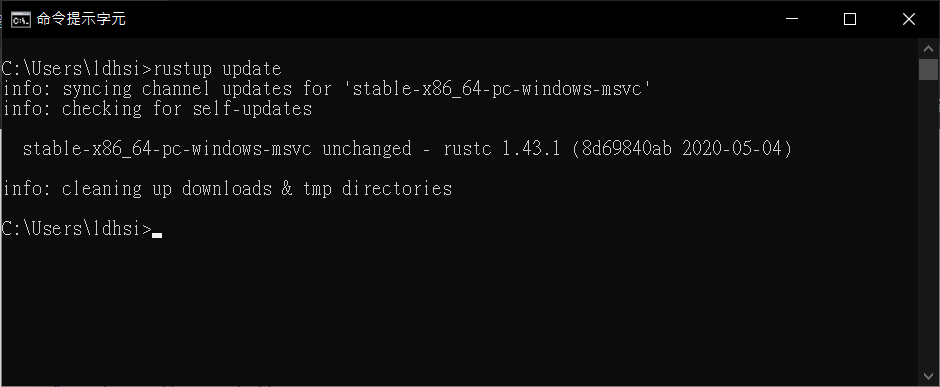 命令提示字元
C:\Users\ldhsi>rustup update
info: syncing channel updates for 'stable-x86_64-pc-windows-msvc'
info: checking for self-updates
stable-x86_64-pc-windows-msvc unchanged - rustc 1.43.1 (8d69840ab 2020-05-04)
info: cleaning up downloads & tmp directories
C:\Users\ldhsi>